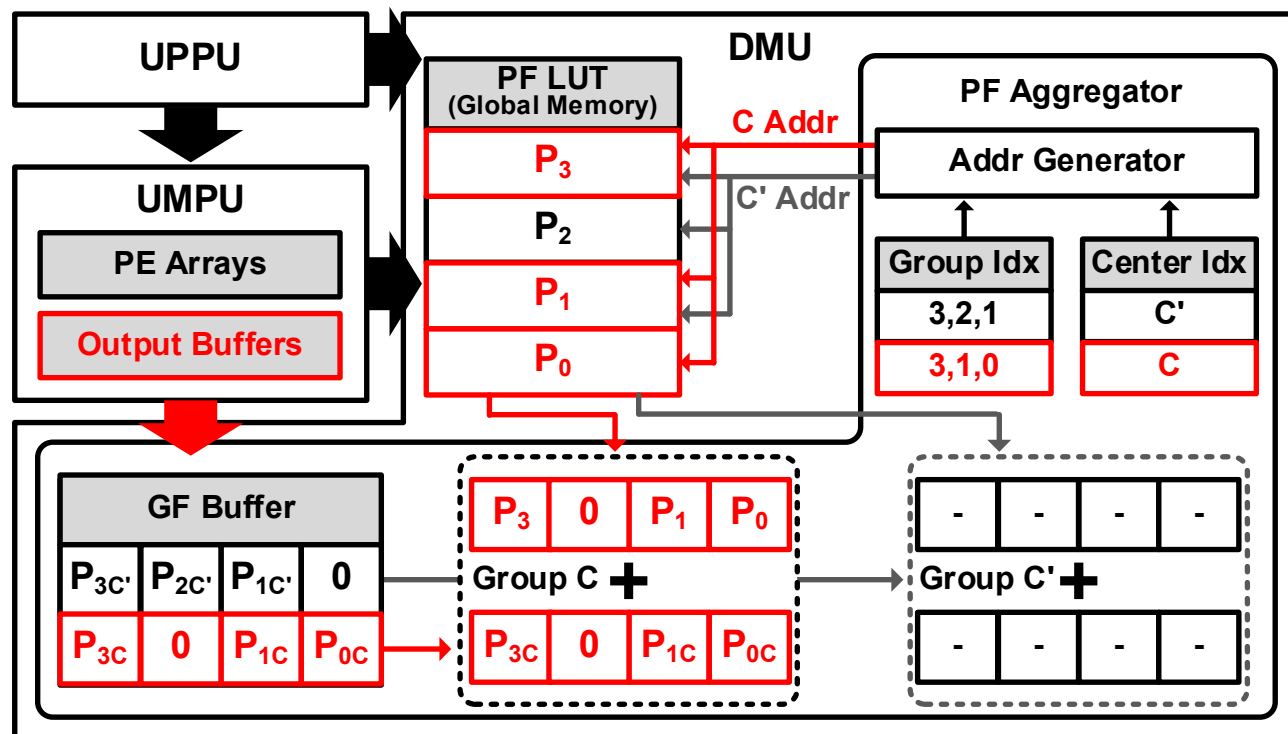 UPPU
DMU
PF LUT
(Global Memory)
PF Aggregator
C Addr
Addr Generator
P3
UMPU
C' Addr
P2
PE Arrays
Group Idx
Center Idx
P1
3,2,1
C'
Output Buffers
P0
3,1,0
C
GF Buffer
P3 0 P1 P0
- - - -
P3C' P2C' P1C' 0
Group C +
Group C' +
P3C 0 P1C P0C
P3C 0 P1C P0C
- - - -